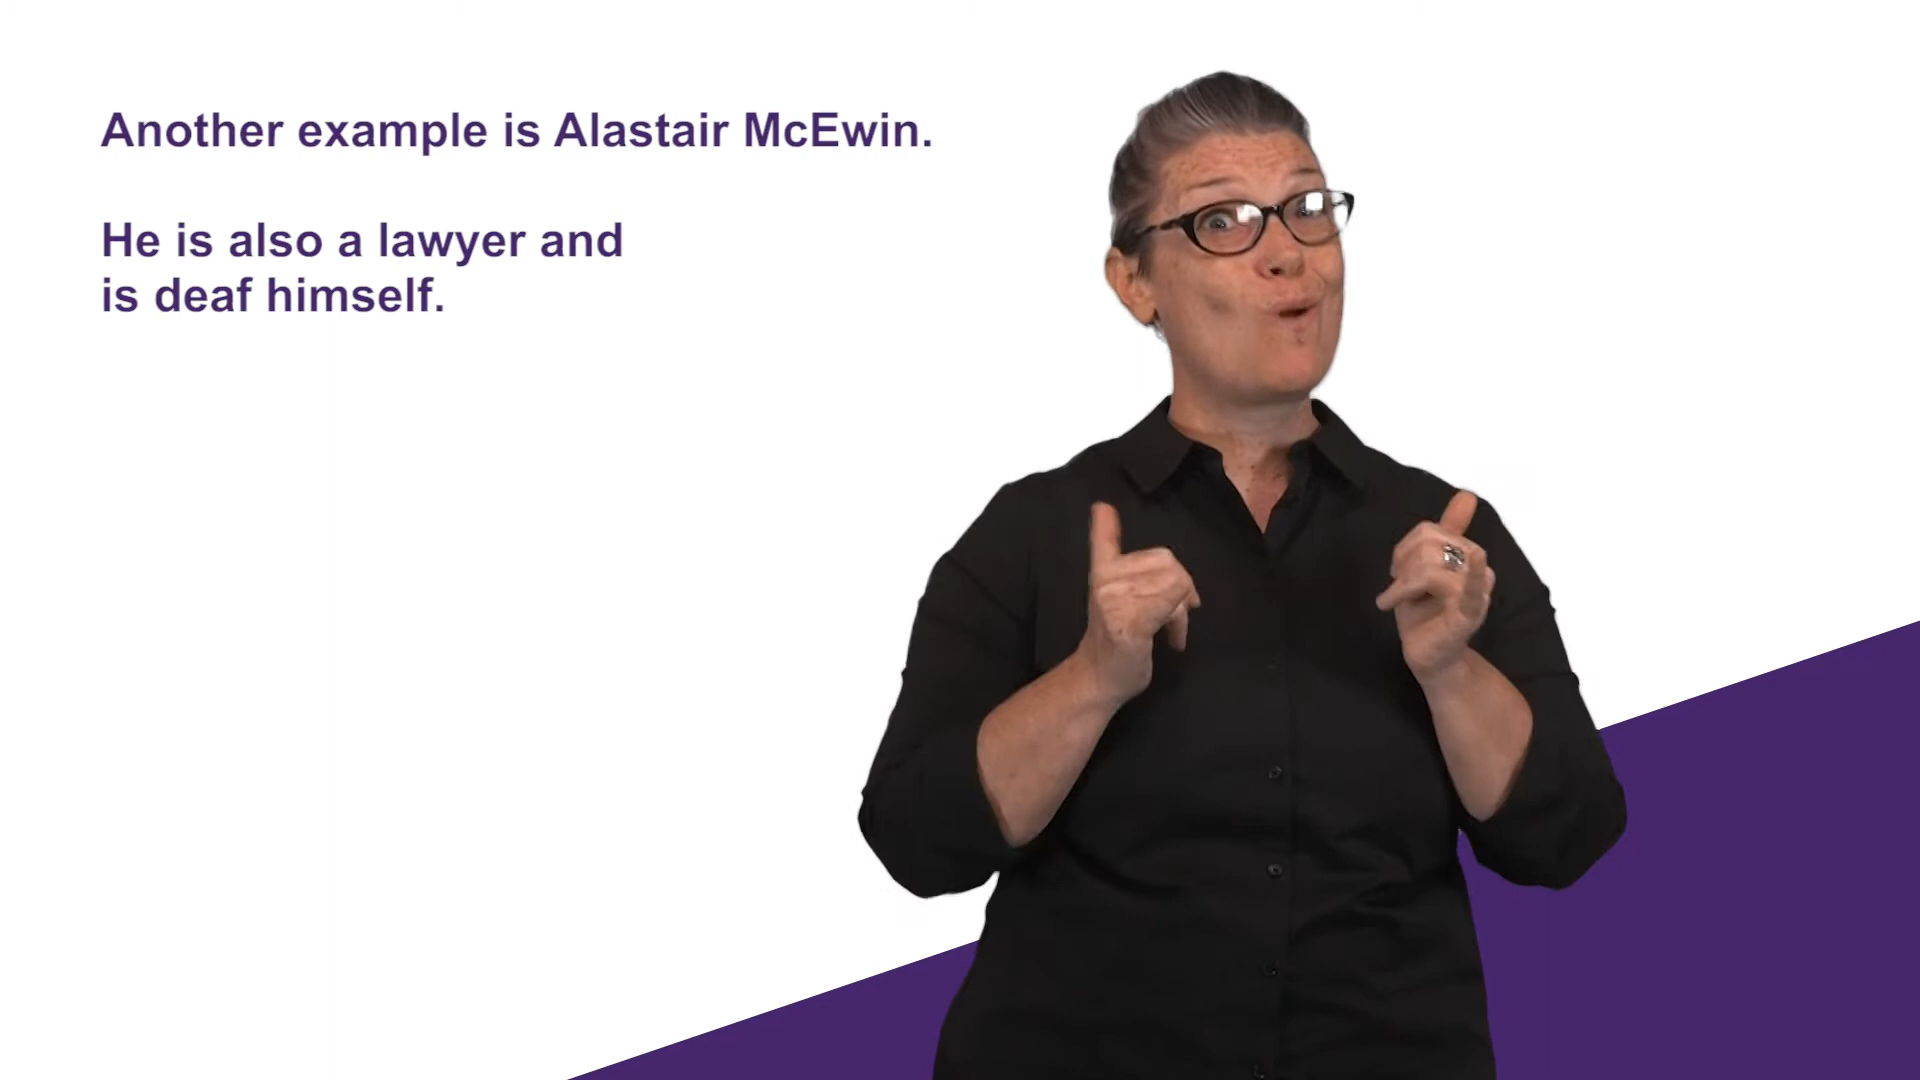 Another example is Alastair McEwin.
He is also a lawyer and
is deaf himself.